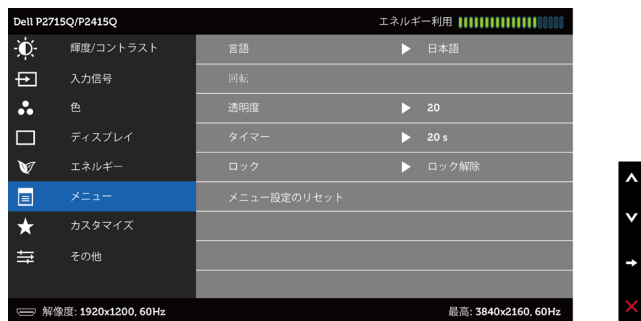 Dell P2715Q/P2415Q エネルギー利用
輝度/コントラスト 言語 日本語
入力信号 回転
色 透明度 20
ディスプレイ タイマー 20 s
エネルギー ロック ロック解除
メニュー メニュー設定のリセット
カスタマイズ
その他
解像度: 1920x1200, 60Hz 最高: 3840x2160, 60Hz